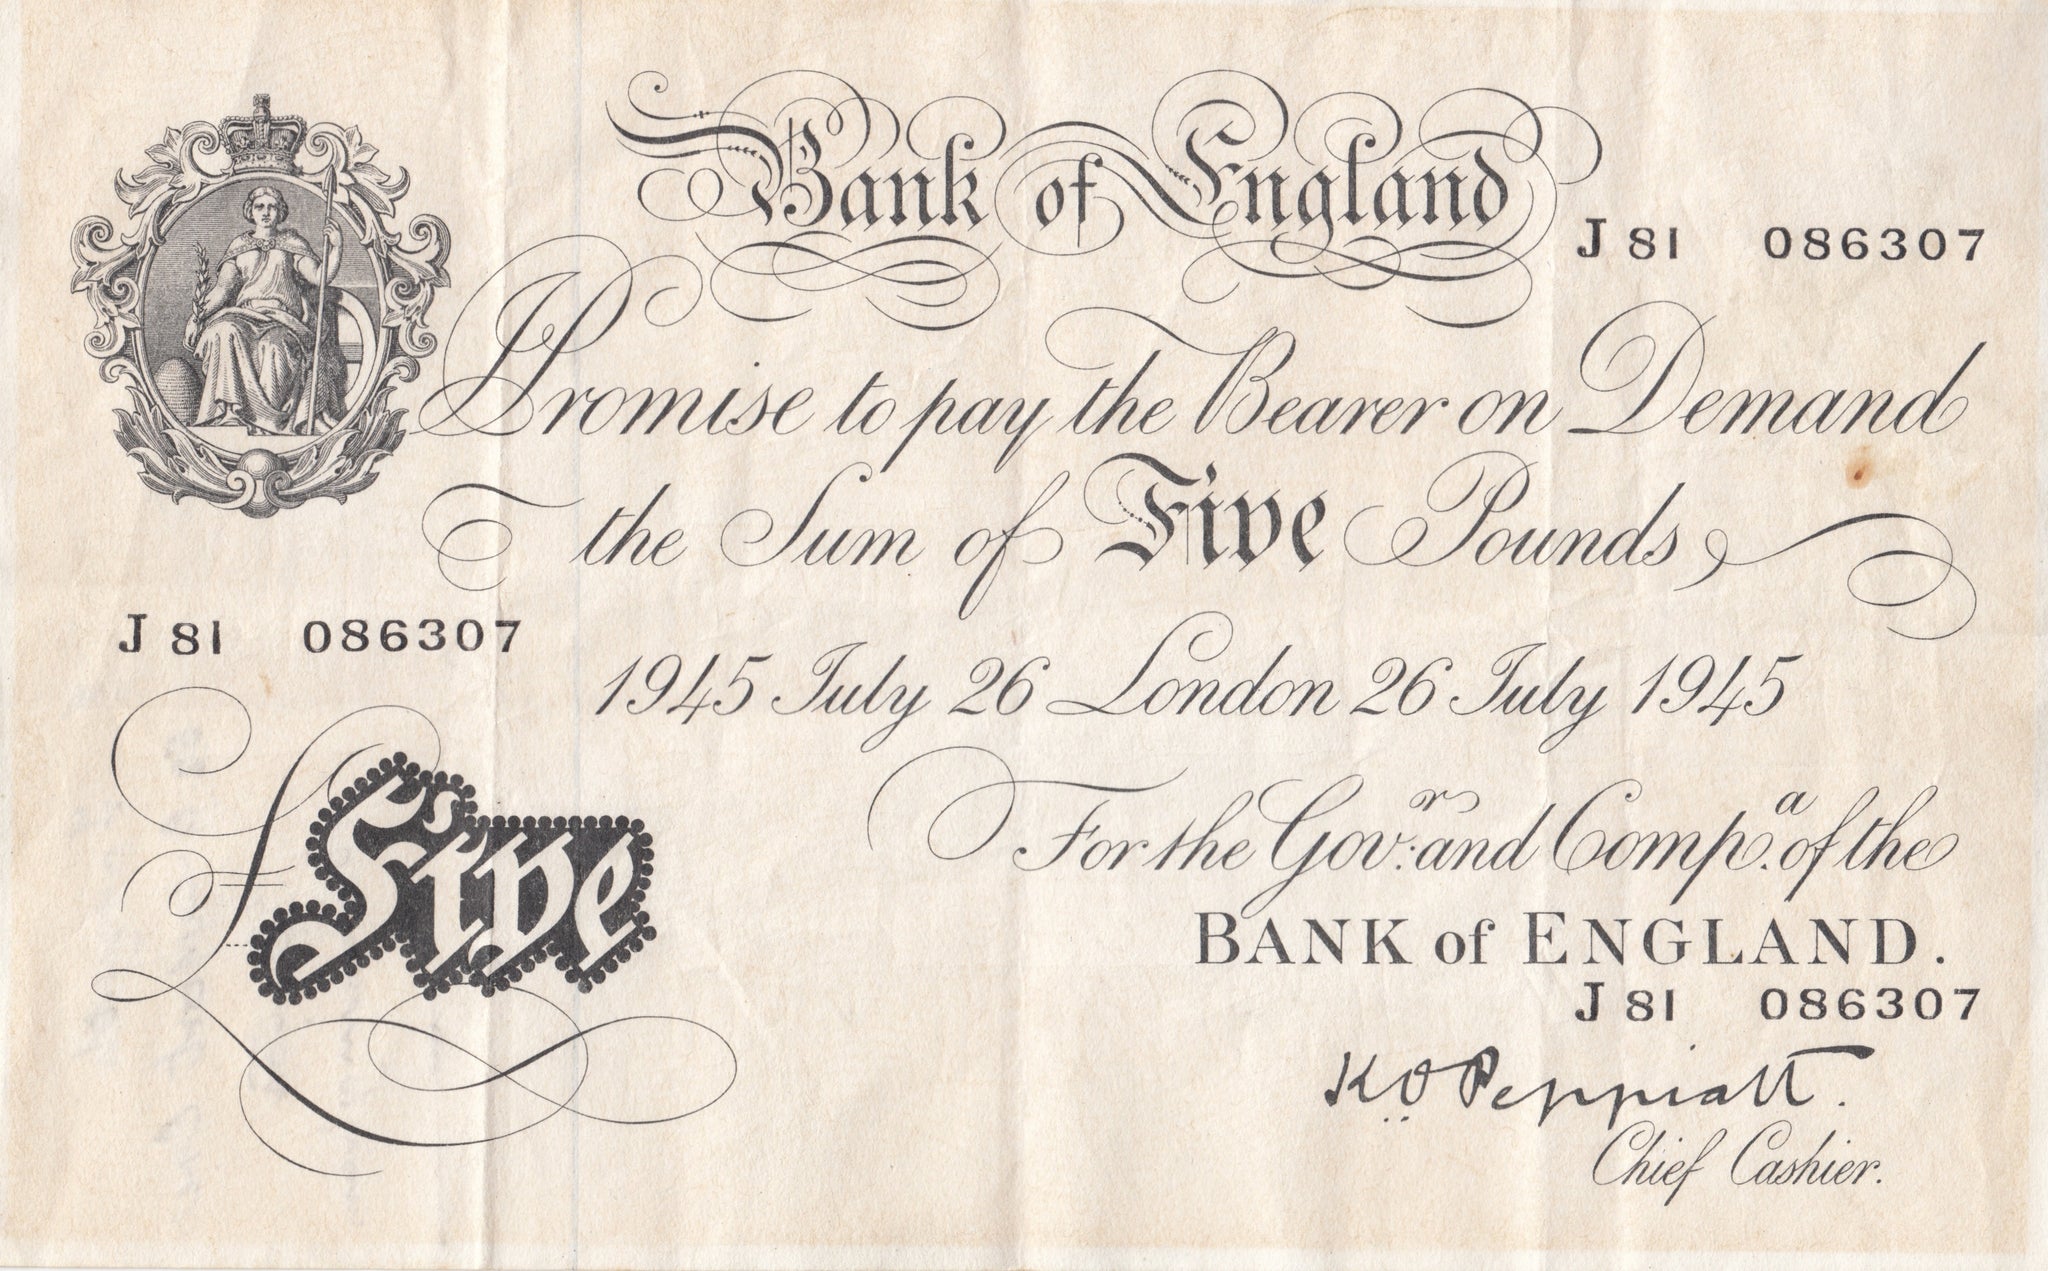 Bank of England
J 81 086307
I Promise to pay the Bearer on Demand
the Sum of Five Pounds
J 81 086307
1945 July 26 London 26 July 1945
For the Gov.r and Comp.a of the
BANK of ENGLAND.
J 81 086307
£Five
K.O. Peppiatt.
Chief Cashier.